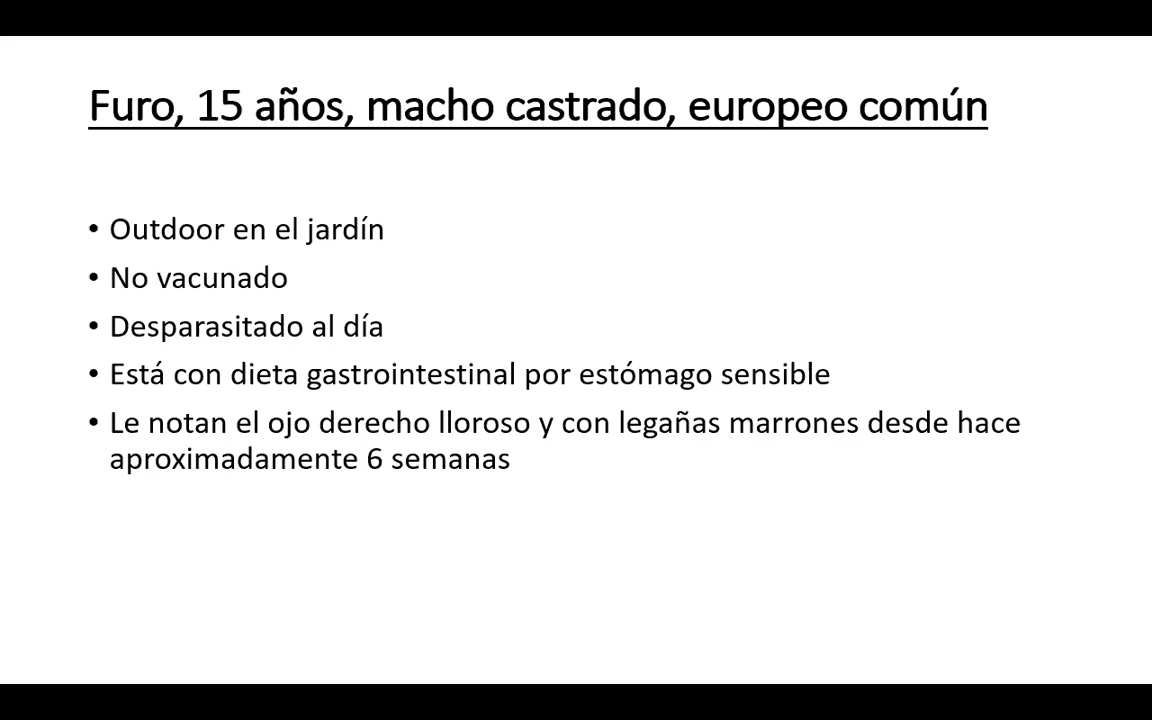 Furo, 15 años, macho castrado, europeo común
• Outdoor en el jardín
• No vacunado
• Desparasitado al día
• Está con dieta gastrointestinal por estómago sensible
• Le notan el ojo derecho lloroso y con legañas marrones desde hace
aproximadamente 6 semanas